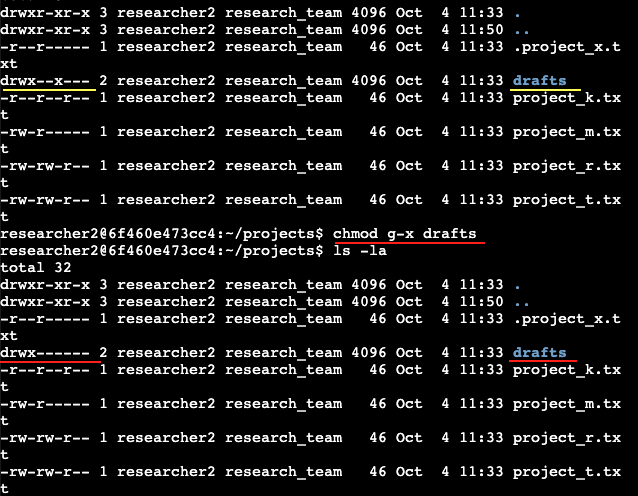 drwxr-xr-x 3 researcher2 research_team 4096 Oct  4 11:33 .
drwxr-xr-x 3 researcher2 research_team 4096 Oct  4 11:50 ..
-r--r----- 1 researcher2 research_team   46 Oct  4 11:33 .project_x.t
xt
drwx--x--- 2 researcher2 research_team 4096 Oct  4 11:33 drafts
-r--r--r-- 1 researcher2 research_team   46 Oct  4 11:33 project_k.tx
t
-rw-r----- 1 researcher2 research_team   46 Oct  4 11:33 project_m.tx
t
-rw-rw-r-- 1 researcher2 research_team   46 Oct  4 11:33 project_r.tx
t
-rw-rw-r-- 1 researcher2 research_team   46 Oct  4 11:33 project_t.tx
t
researcher2@6f460e473cc4:~/projects$ chmod g-x drafts
researcher2@6f460e473cc4:~/projects$ ls -la
total 32
drwxr-xr-x 3 researcher2 research_team 4096 Oct  4 11:33 .
drwxr-xr-x 3 researcher2 research_team 4096 Oct  4 11:50 ..
-r--r----- 1 researcher2 research_team   46 Oct  4 11:33 .project_x.t
xt
drwx------ 2 researcher2 research_team 4096 Oct  4 11:33 drafts
-r--r--r-- 1 researcher2 research_team   46 Oct  4 11:33 project_k.tx
t
-rw-r----- 1 researcher2 research_team   46 Oct  4 11:33 project_m.tx
t
-rw-rw-r-- 1 researcher2 research_team   46 Oct  4 11:33 project_r.tx
t
-rw-rw-r-- 1 researcher2 research_team   46 Oct  4 11:33 project_t.tx
t